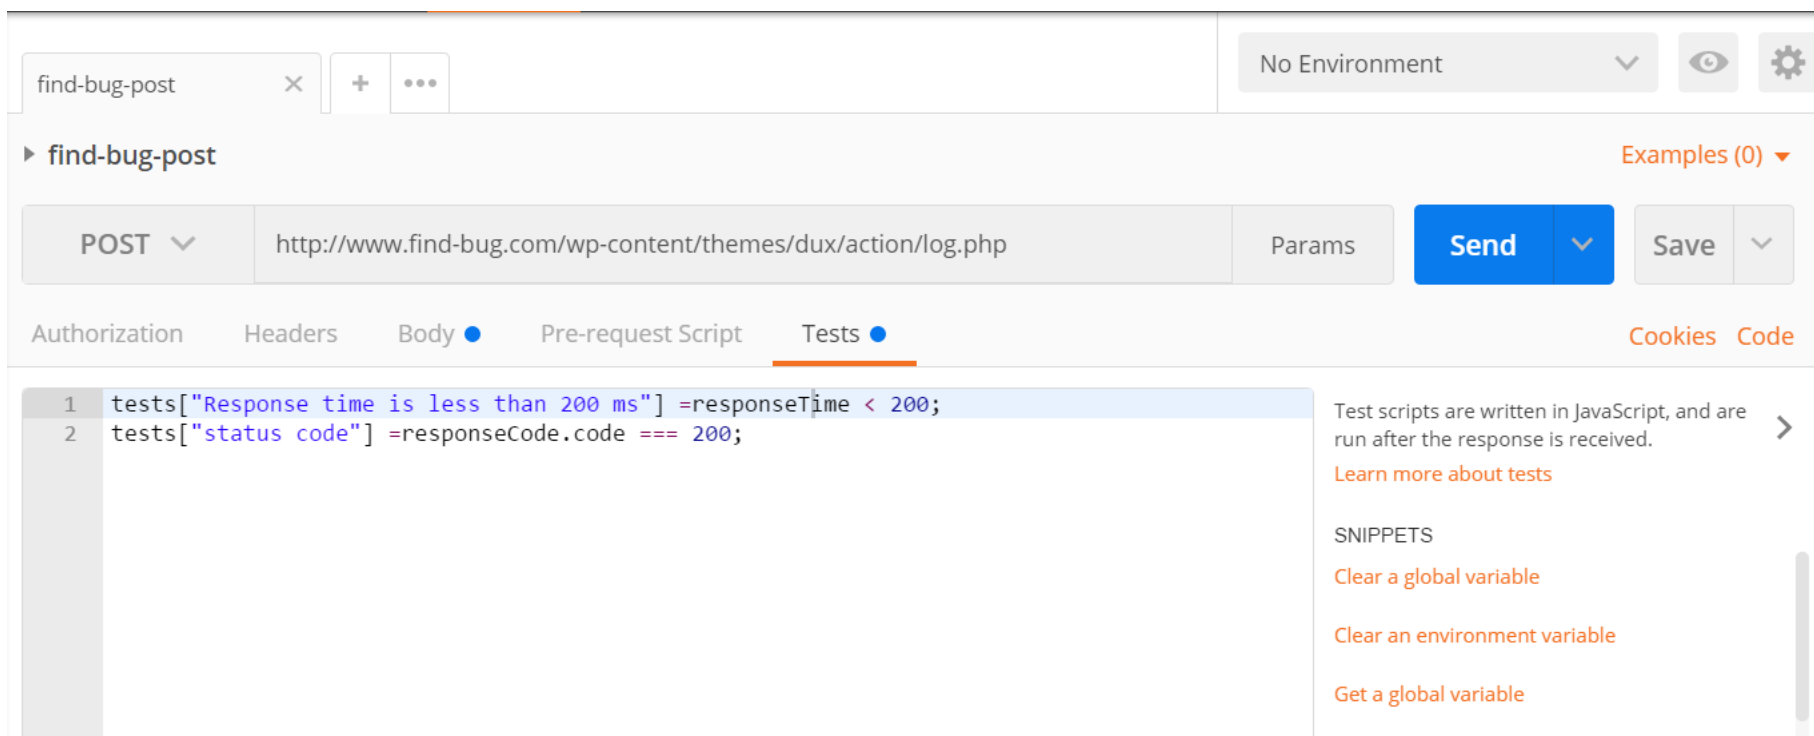 find-bug-post
No Environment
find-bug-post
Examples (0)
POST
http://www.find-bug.com/wp-content/themes/dux/action/log.php
Params
Send
Save
Authorization
Headers
Body
Pre-request Script
Tests
Cookies
Code
1 tests["Response time is less than 200 ms"] =responseTime < 200;
2 tests["status code"] =responseCode.code === 200;
Test scripts are written in JavaScript, and are
run after the response is received.
Learn more about tests
SNIPPETS
Clear a global variable
Clear an environment variable
Get a global variable